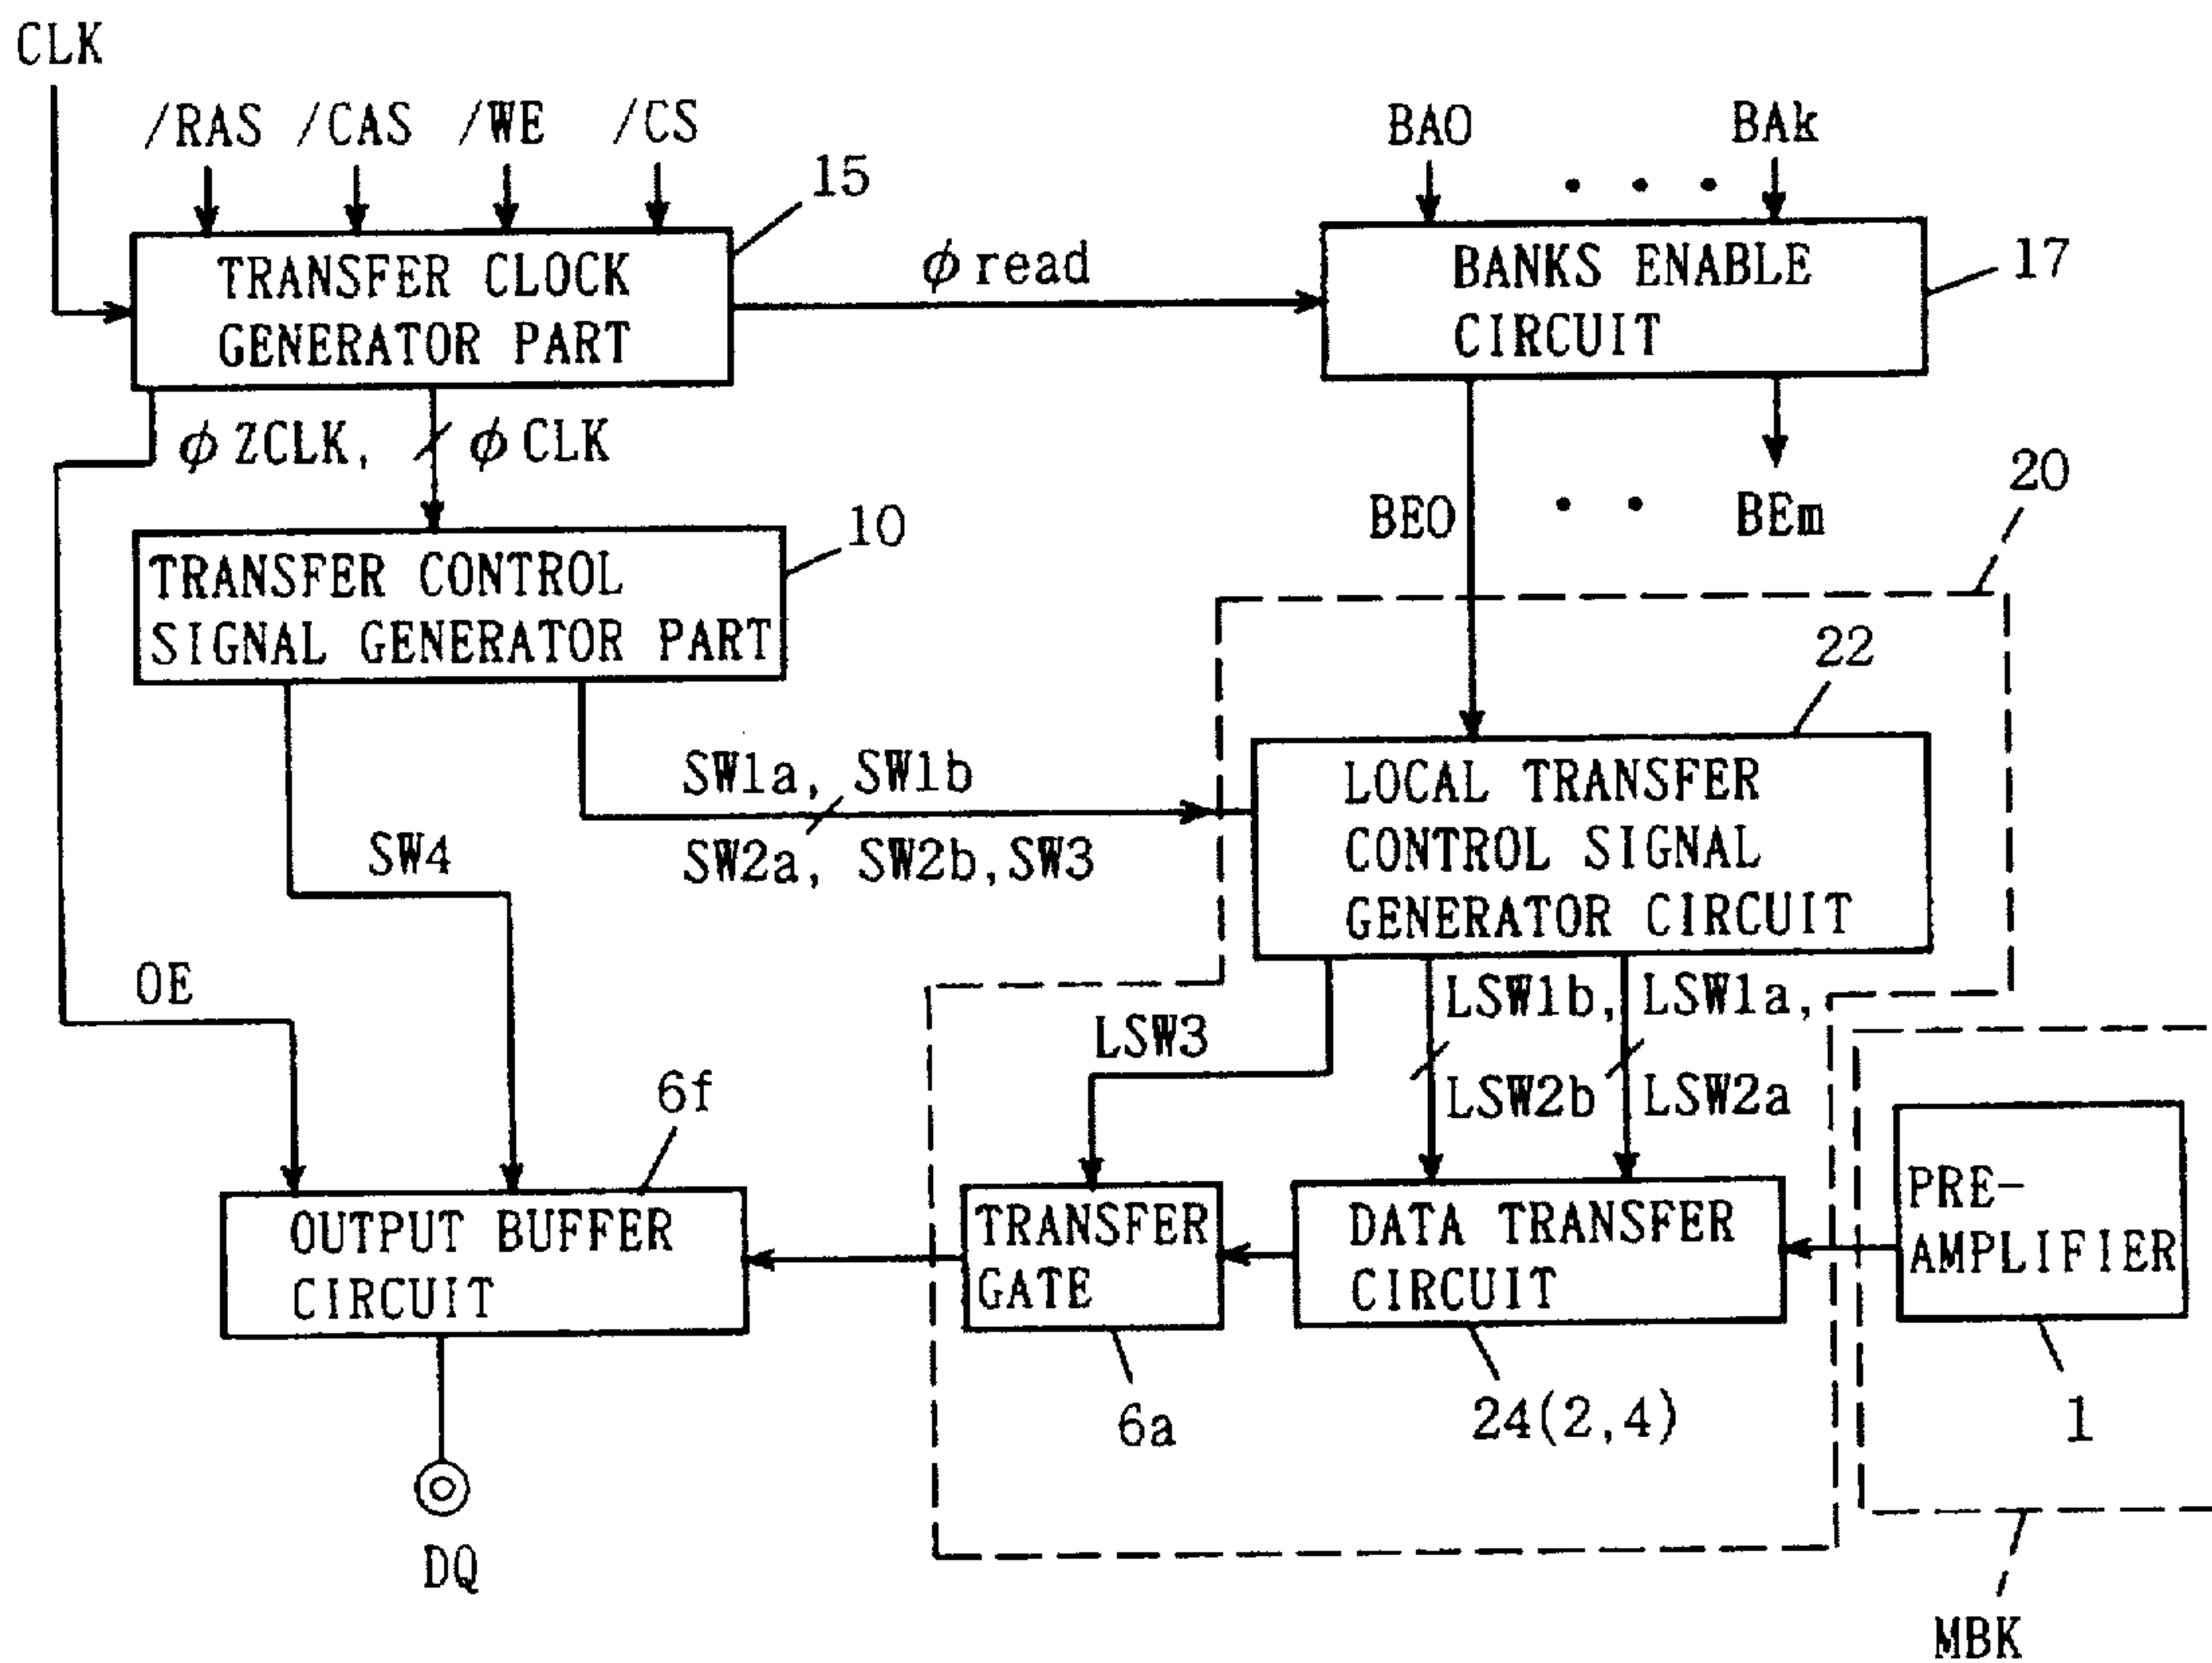 CLK
/RAS /CAS /WE /CS
15
TRANSFER CLOCK
GENERATOR PART
φ read
BA0 • • • BAk
BANKS ENABLE
CIRCUIT
17
φ ZCLK, φ CLK
BE0 • • BEm
20
10
TRANSFER CONTROL
SIGNAL GENERATOR PART
22
SW1a, SW1b
SW2a, SW2b, SW3
SW4
LOCAL TRANSFER
CONTROL SIGNAL
GENERATOR CIRCUIT
OE
LSW3
LSW1b, LSW1a,
LSW2b LSW2a
6f
OUTPUT BUFFER
CIRCUIT
TRANSFER
GATE
DATA TRANSFER
CIRCUIT
PRE-
AMPLIFIER
6a
24(2,4)
1
DQ
MBK